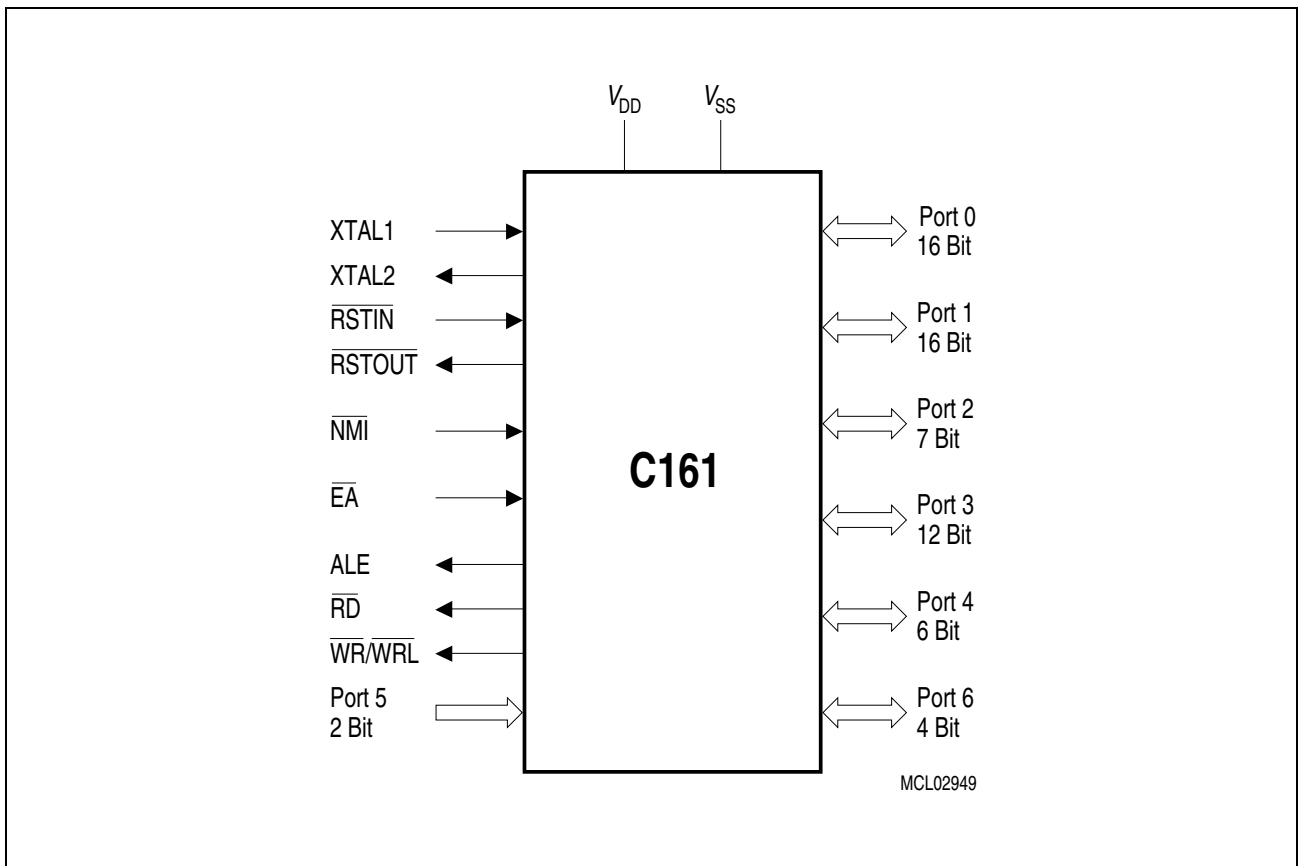 VDD
VSS
XTAL1
XTAL2
RSTIN
RSTOUT
NMI
EA
ALE
RD
WR/WRL
Port 5
2 Bit
C161
Port 0
16 Bit
Port 1
16 Bit
Port 2
7 Bit
Port 3
12 Bit
Port 4
6 Bit
Port 6
4 Bit
MCL02949